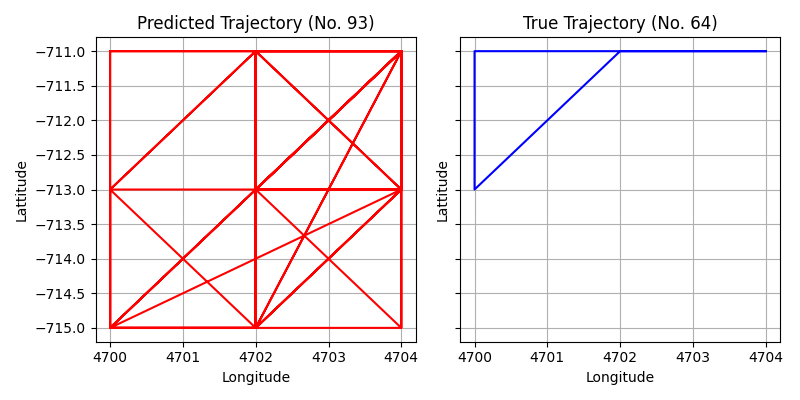 Predicted Trajectory (No. 93)
True Trajectory (No. 64)
−711.0
−711.5
−712.0
−712.5
−713.0
−713.5
−714.0
−714.5
−715.0
Lattitude
Lattitude
4700 4701 4702 4703 4704
4700 4701 4702 4703 4704
Longitude
Longitude